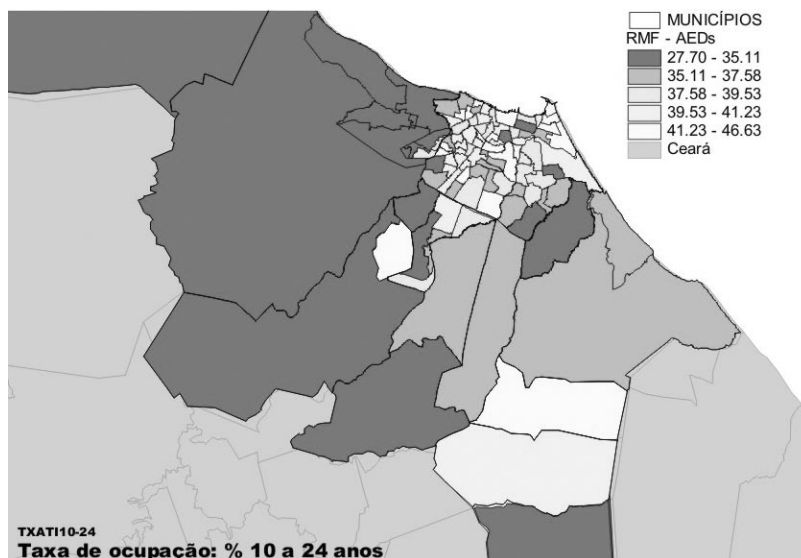 MUNICÍPIOS
RMF - AEDs
27.70 - 35.11
35.11 - 37.58
37.58 - 39.53
39.53 - 41.23
41.23 - 46.63
Ceará
TXATI10-24
Taxa de ocupação: % 10 a 24 anos